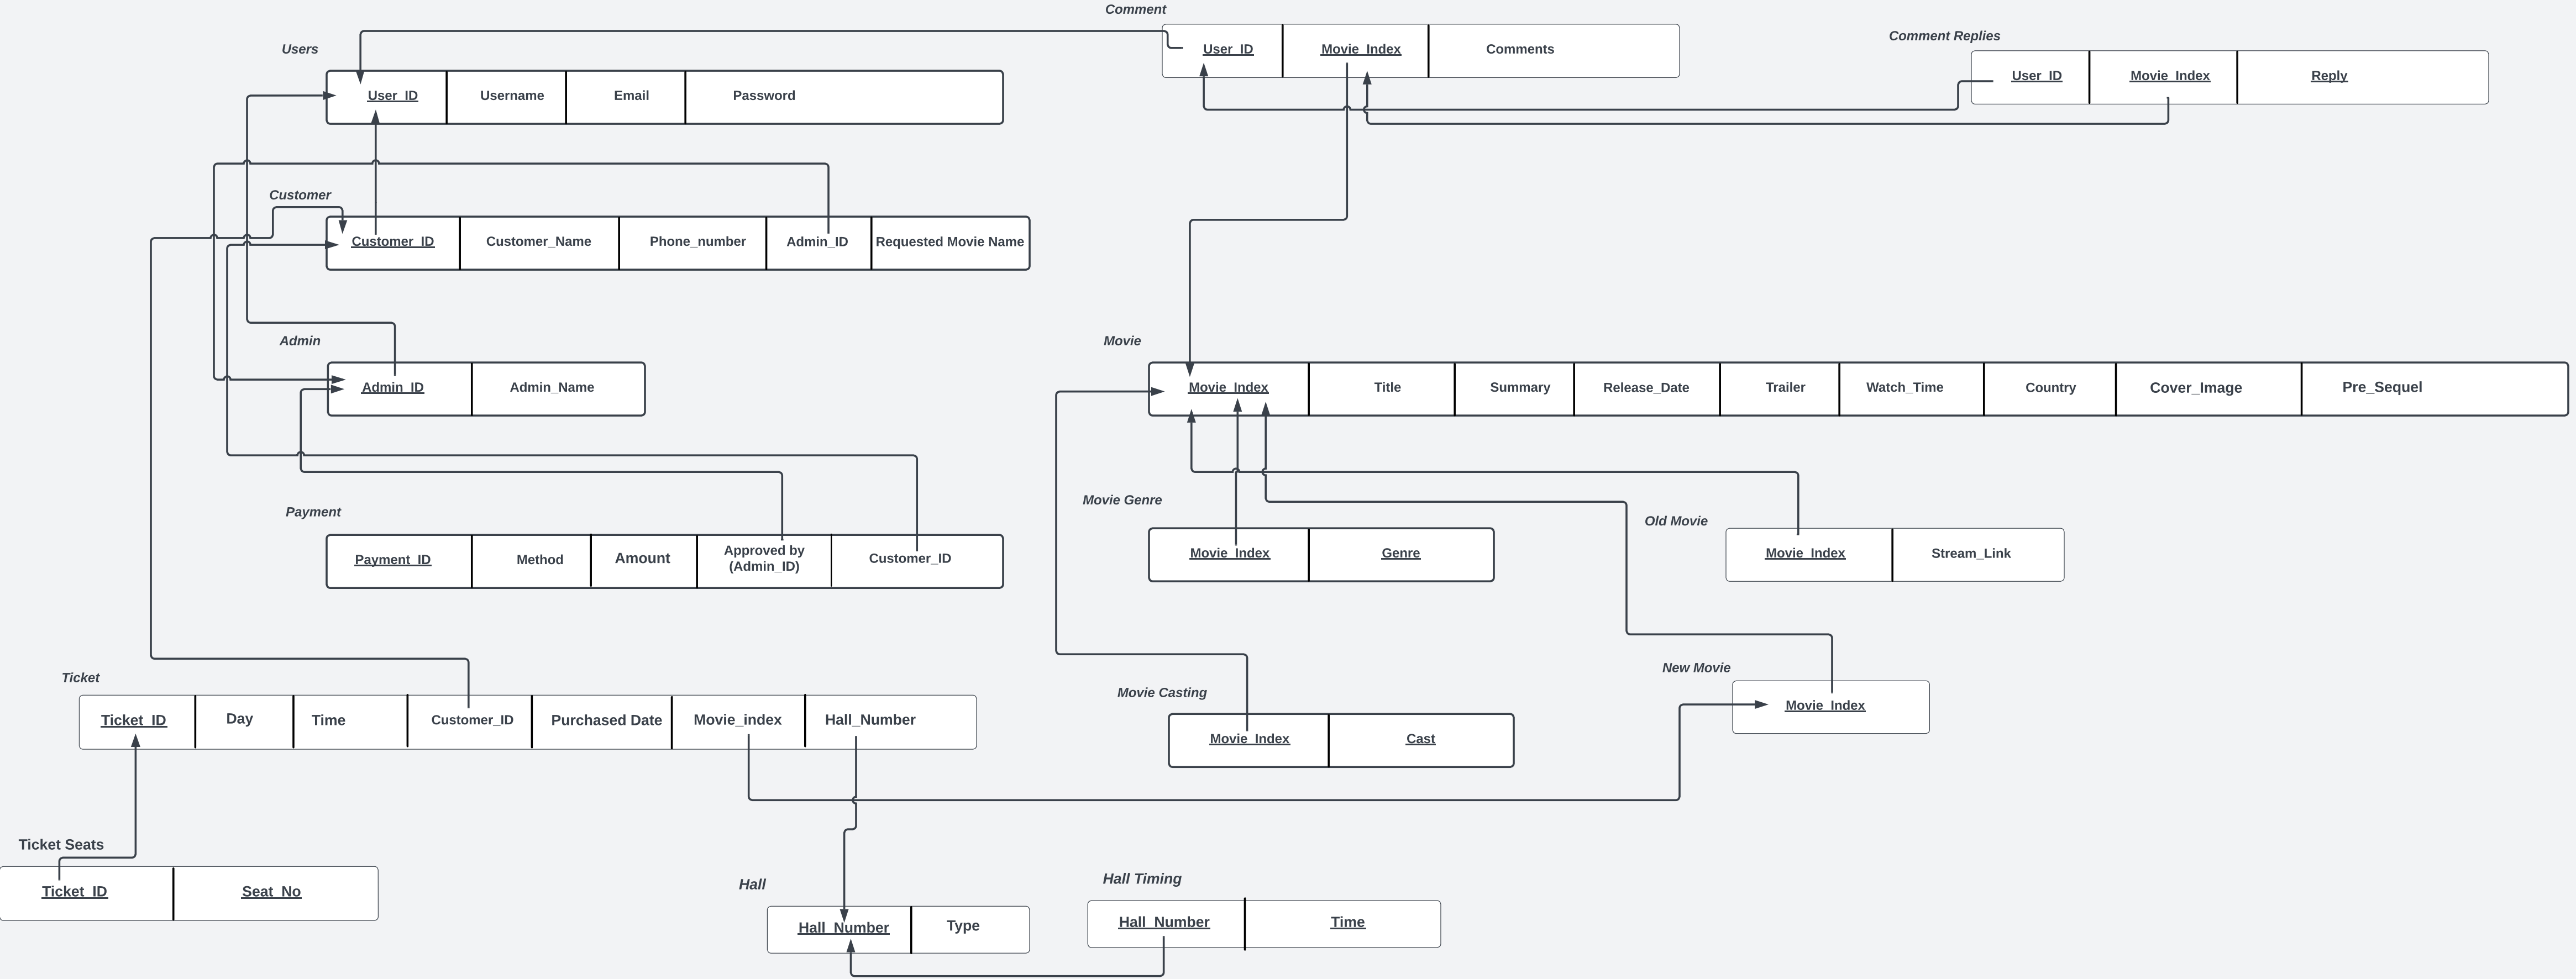 Comment
User_ID
Movie_Index
Comments
Comment Replies
User_ID
Movie_Index
Reply
Users
User_ID
Username
Email
Password
Customer
Customer_ID
Customer_Name
Phone_number
Admin_ID
Requested Movie Name
Admin
Admin_ID
Admin_Name
Movie
Movie_Index
Title
Summary
Release_Date
Trailer
Watch_Time
Country
Cover_Image
Pre_Sequel
Payment
Payment_ID
Method
Amount
Approved by
(Admin_ID)
Customer_ID
Movie Genre
Movie_Index
Genre
Old Movie
Movie_Index
Stream_Link
Ticket
Ticket_ID
Day
Time
Customer_ID
Purchased Date
Movie_index
Hall_Number
Movie Casting
Movie_Index
Cast
New Movie
Movie_Index
Ticket Seats
Ticket_ID
Seat_No
Hall
Hall_Number
Type
Hall Timing
Hall_Number
Time